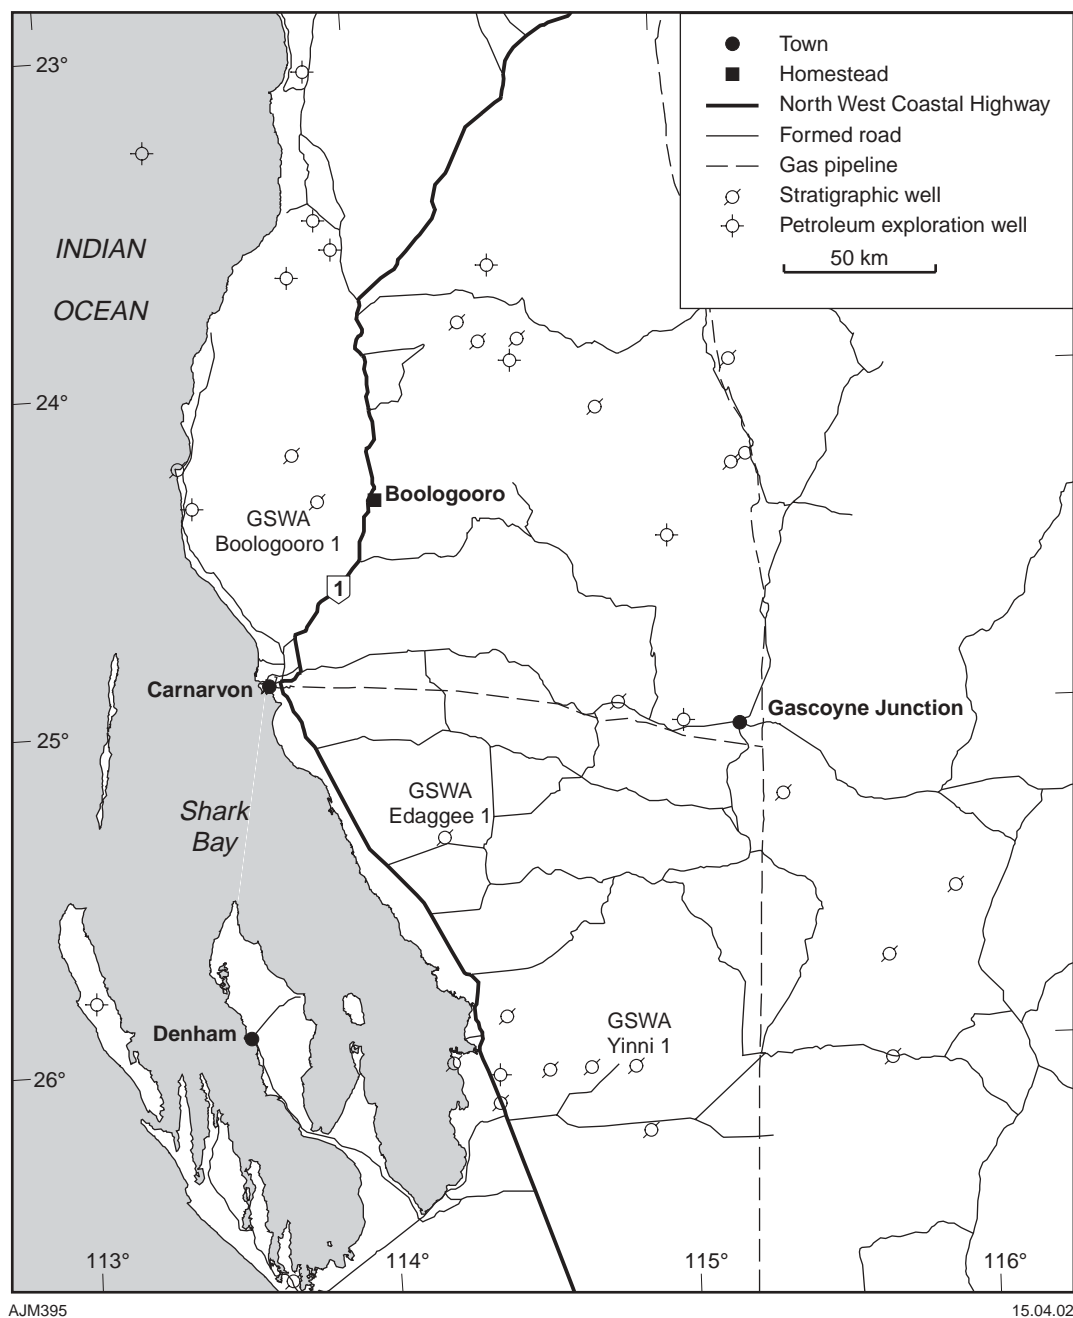 23°
24°
25°
26°
113°
114°
115°
116°
INDIAN
OCEAN
Town
Homestead
North West Coastal Highway
Formed road
Gas pipeline
Stratigraphic well
Petroleum exploration well
50 km
Boologooro
GSWA
Boologooro 1
1
Carnarvon
Gascoyne Junction
Shark
Bay
GSWA
Edaggee 1
Denham
GSWA
Yinni 1
AJM395
15.04.02